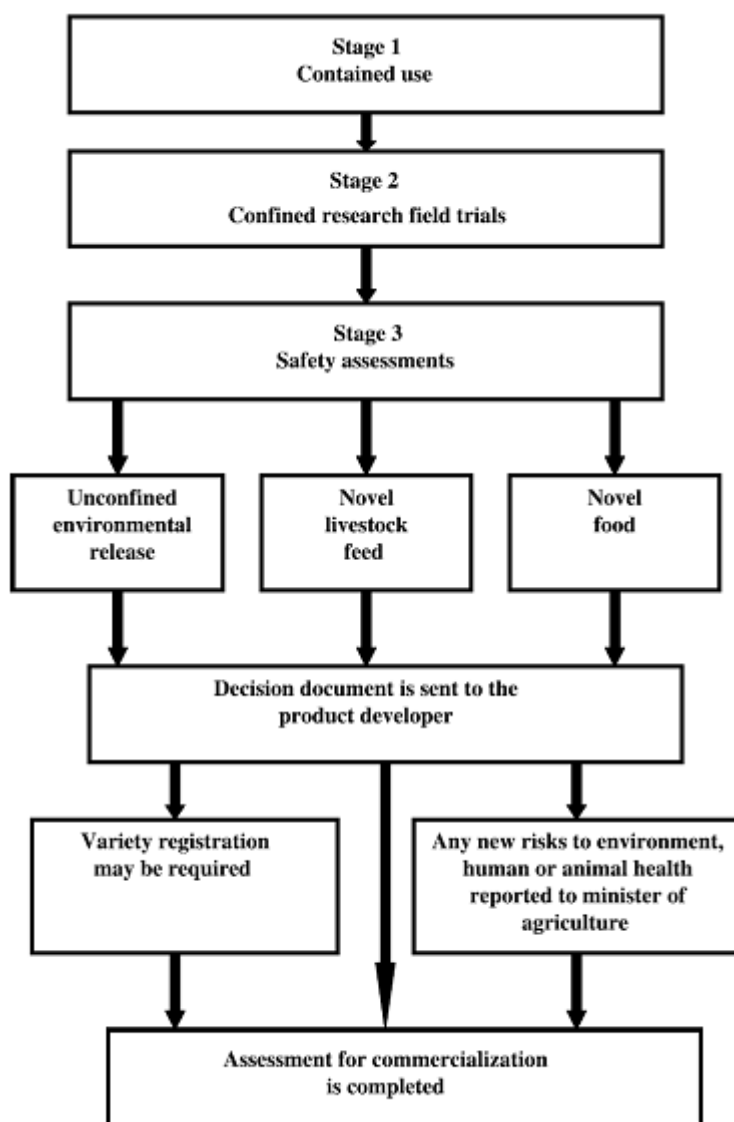 Stage 1
Contained use
Stage 2
Confined research field trials
Stage 3
Safety assessments
Unconfined
environmental
release
Novel
livestock
feed
Novel
food
Decision document is sent to the
product developer
Variety registration
may be required
Any new risks to environment,
human or animal health
reported to minister of
agriculture
Assessment for commercialization
is completed